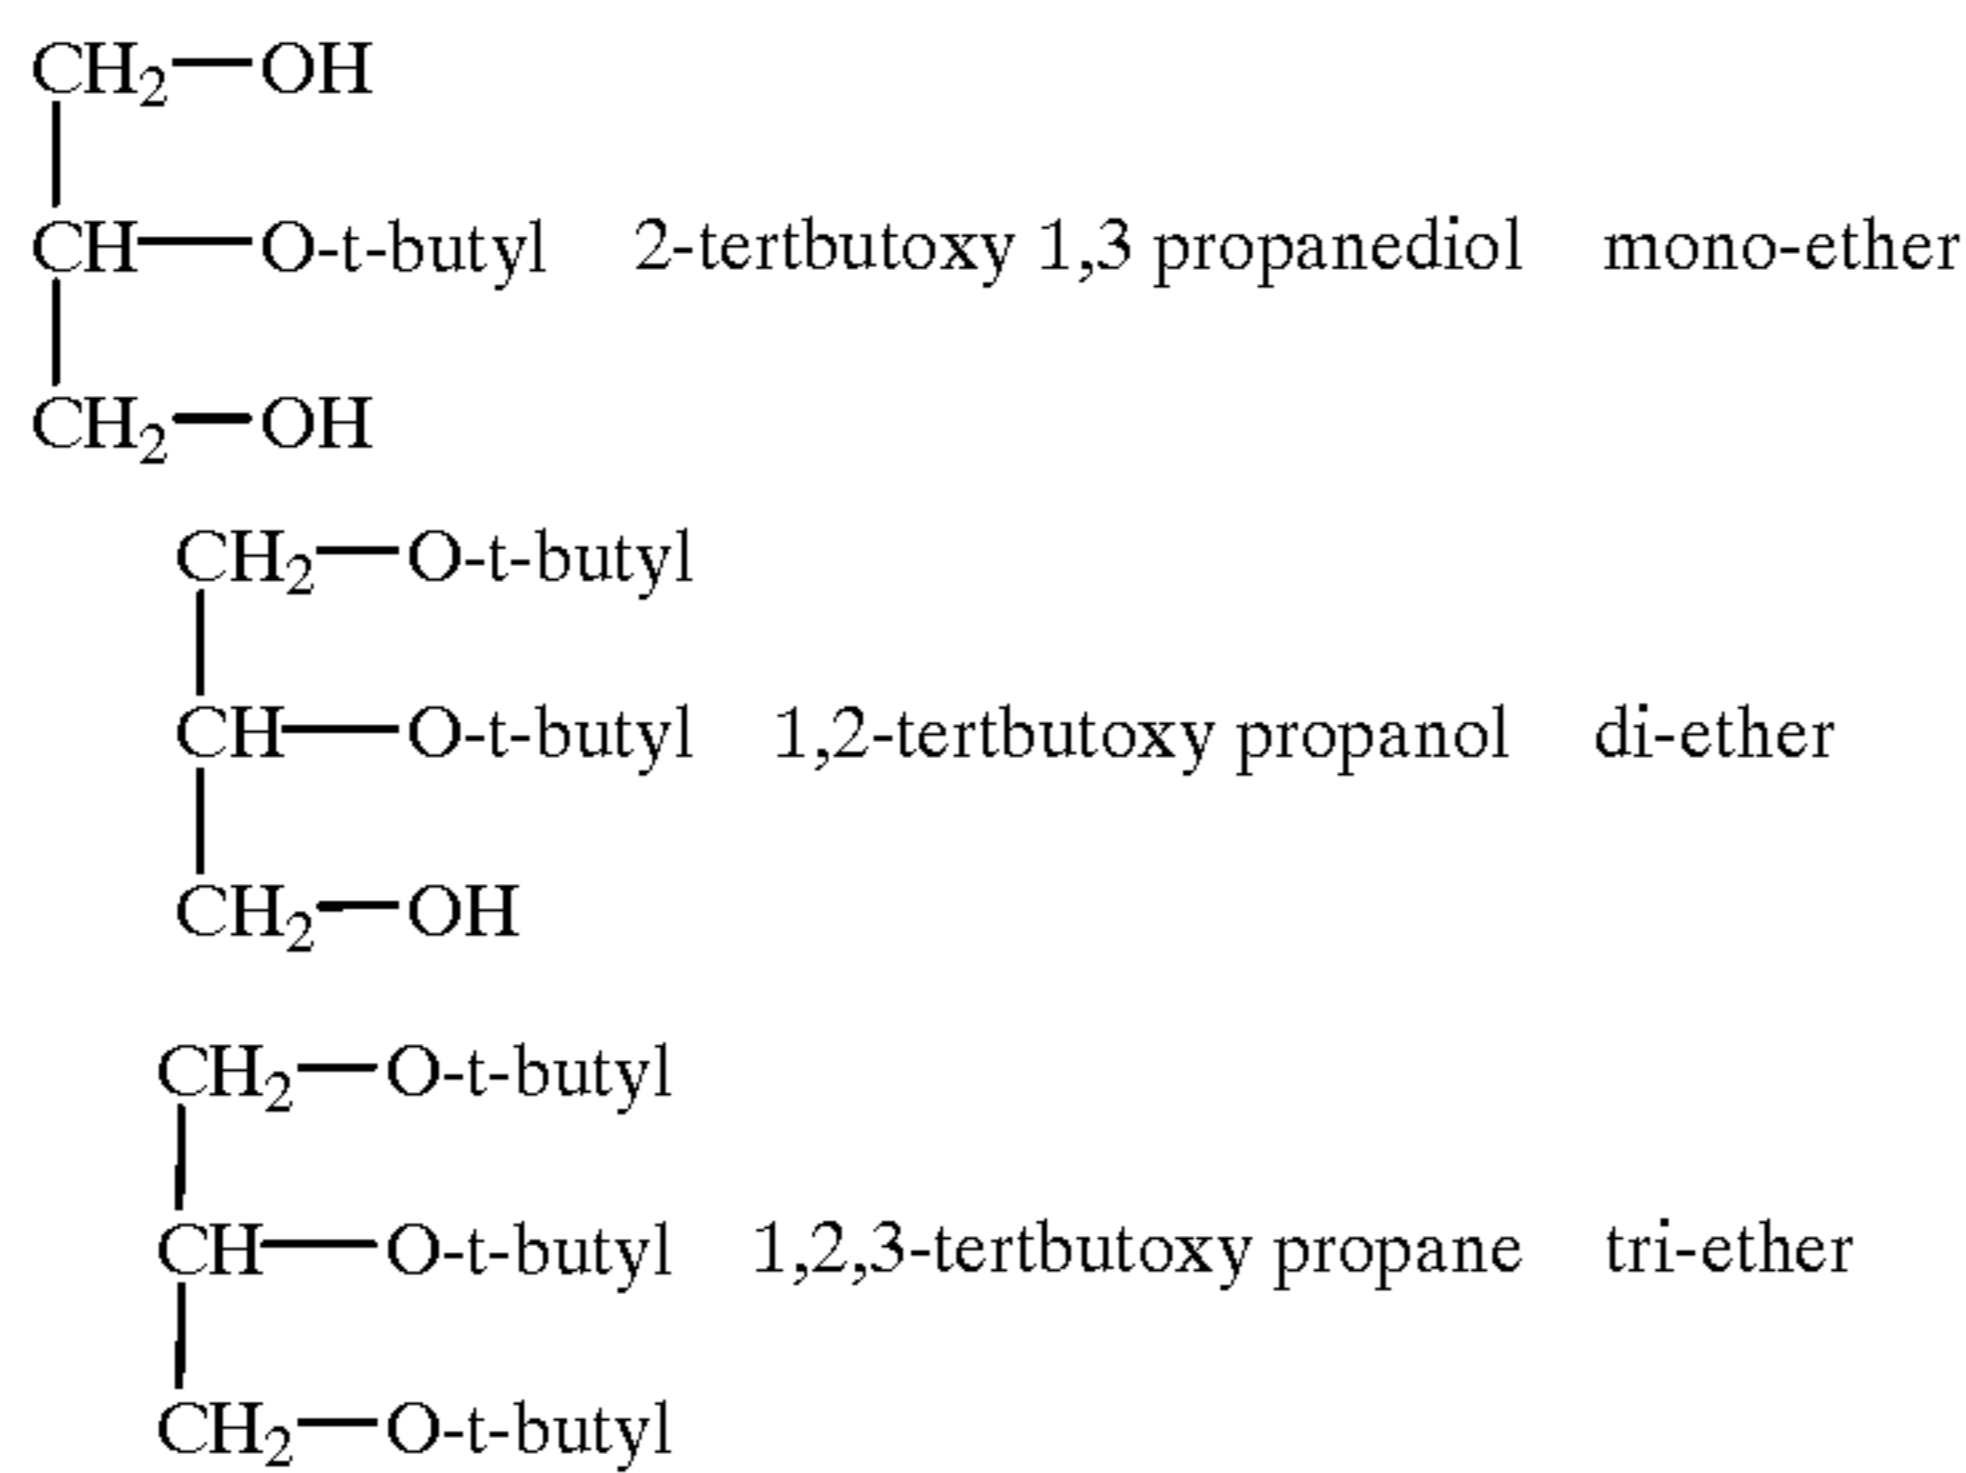 CH2—OH
CH—O-t-butyl 2-tertbutoxy 1,3 propanediol mono-ether
CH2—OH
CH2—O-t-butyl
CH—O-t-butyl 1,2-tertbutoxy propanol di-ether
CH2—OH
CH2—O-t-butyl
CH—O-t-butyl 1,2,3-tertbutoxy propane tri-ether
CH2—O-t-butyl